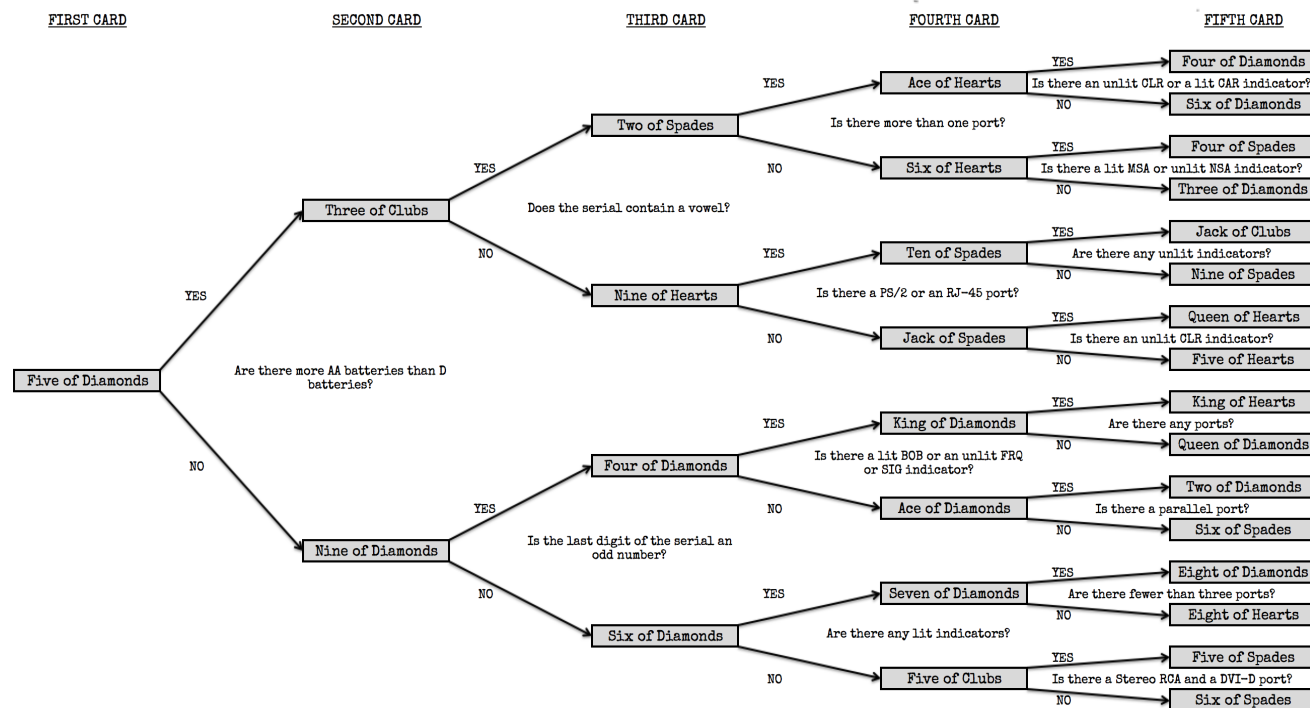 FIRST CARD
SECOND CARD
THIRD CARD
FOURTH CARD
FIFTH CARD
Four of Diamonds
YES
Ace of Hearts
Is there an unlit CLR or a lit CAR indicator?
YES
NO
Six of Diamonds
Two of Spades
Is there more than one port?
YES
Four of Spades
YES
NO
Six of Hearts
Is there a lit MSA or unlit NSA indicator?
NO
Three of Diamonds
Three of Clubs
Does the serial contain a vowel?
YES
Jack of Clubs
NO
YES
Ten of Spades
Are there any unlit indicators?
NO
Nine of Spades
YES
Nine of Hearts
Is there a PS/2 or an RJ-45 port?
YES
Queen of Hearts
NO
Jack of Spades
Is there an unlit CLR indicator?
NO
Five of Hearts
Five of Diamonds
Are there more AA batteries than D
batteries?
YES
King of Hearts
YES
King of Diamonds
Are there any ports?
NO
Queen of Diamonds
NO
Four of Diamonds
Is there a lit BOB or an unlit FRQ
or SIG indicator?
YES
Two of Diamonds
YES
NO
Ace of Diamonds
Is there a parallel port?
NO
Six of Spades
Nine of Diamonds
Is the last digit of the serial an
odd number?
YES
Eight of Diamonds
NO
YES
Seven of Diamonds
Are there fewer than three ports?
NO
Eight of Hearts
Six of Diamonds
Are there any lit indicators?
YES
Five of Spades
NO
Five of Clubs
Is there a Stereo RCA and a DVI-D port?
NO
Six of Spades